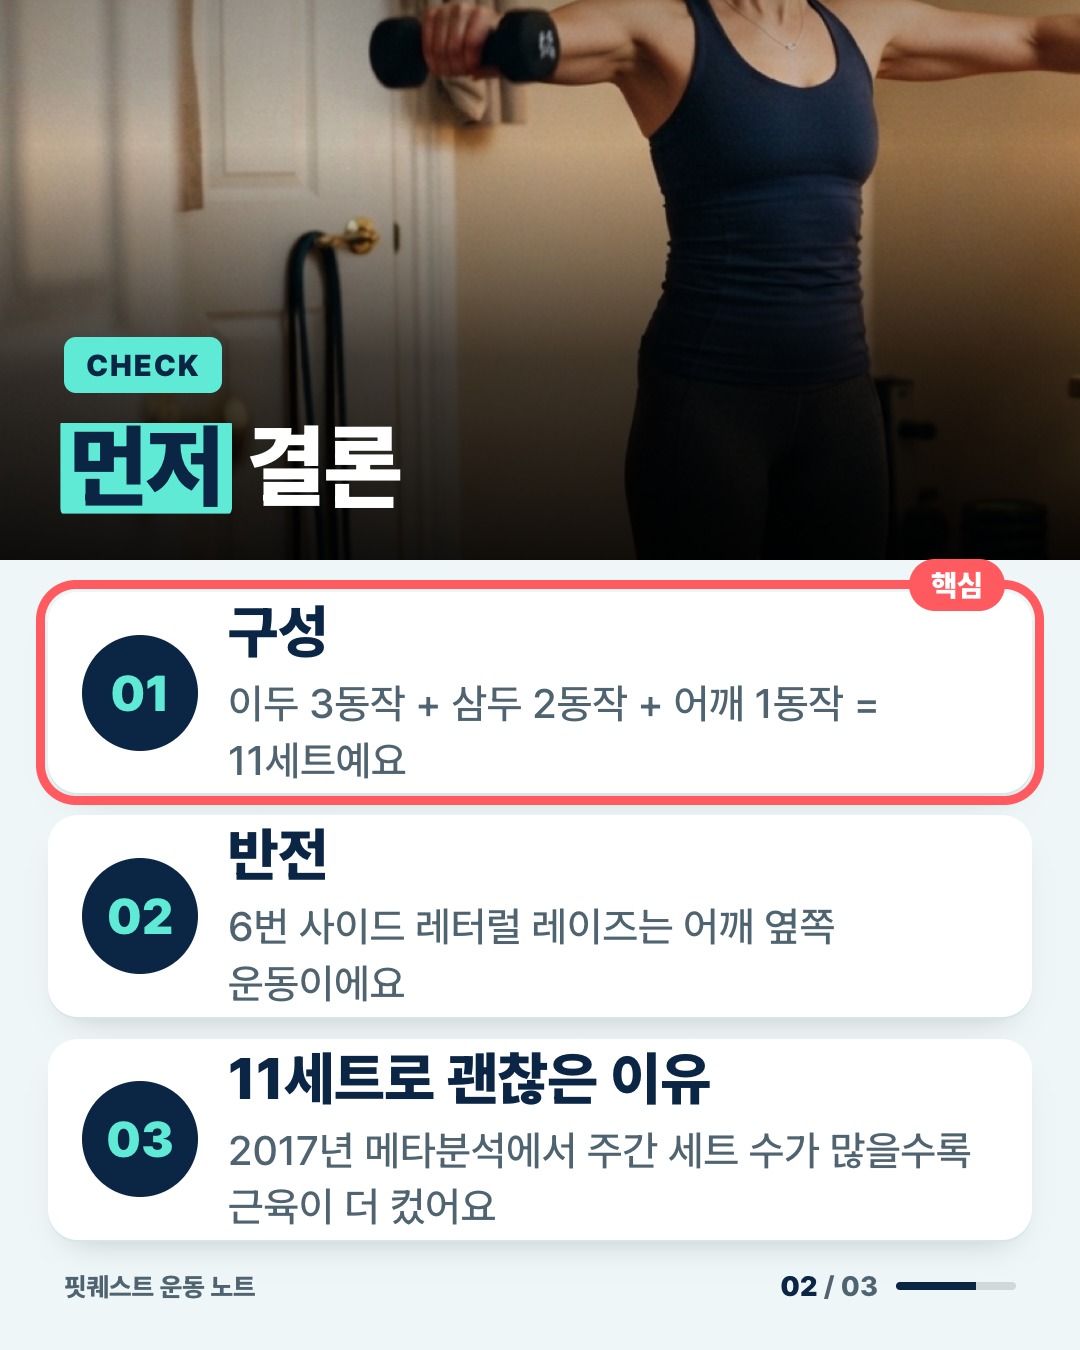 CHECK
먼저 결론
핵심
01
구성
이두 3동작 + 삼두 2동작 + 어깨 1동작 =
11세트예요
02
반전
6번 사이드 레터럴 레이즈는 어깨 옆쪽
운동이에요
03
11세트로 괜찮은 이유
2017년 메타분석에서 주간 세트 수가 많을수록
근육이 더 컸어요
핏퀘스트 운동 노트
02 / 03